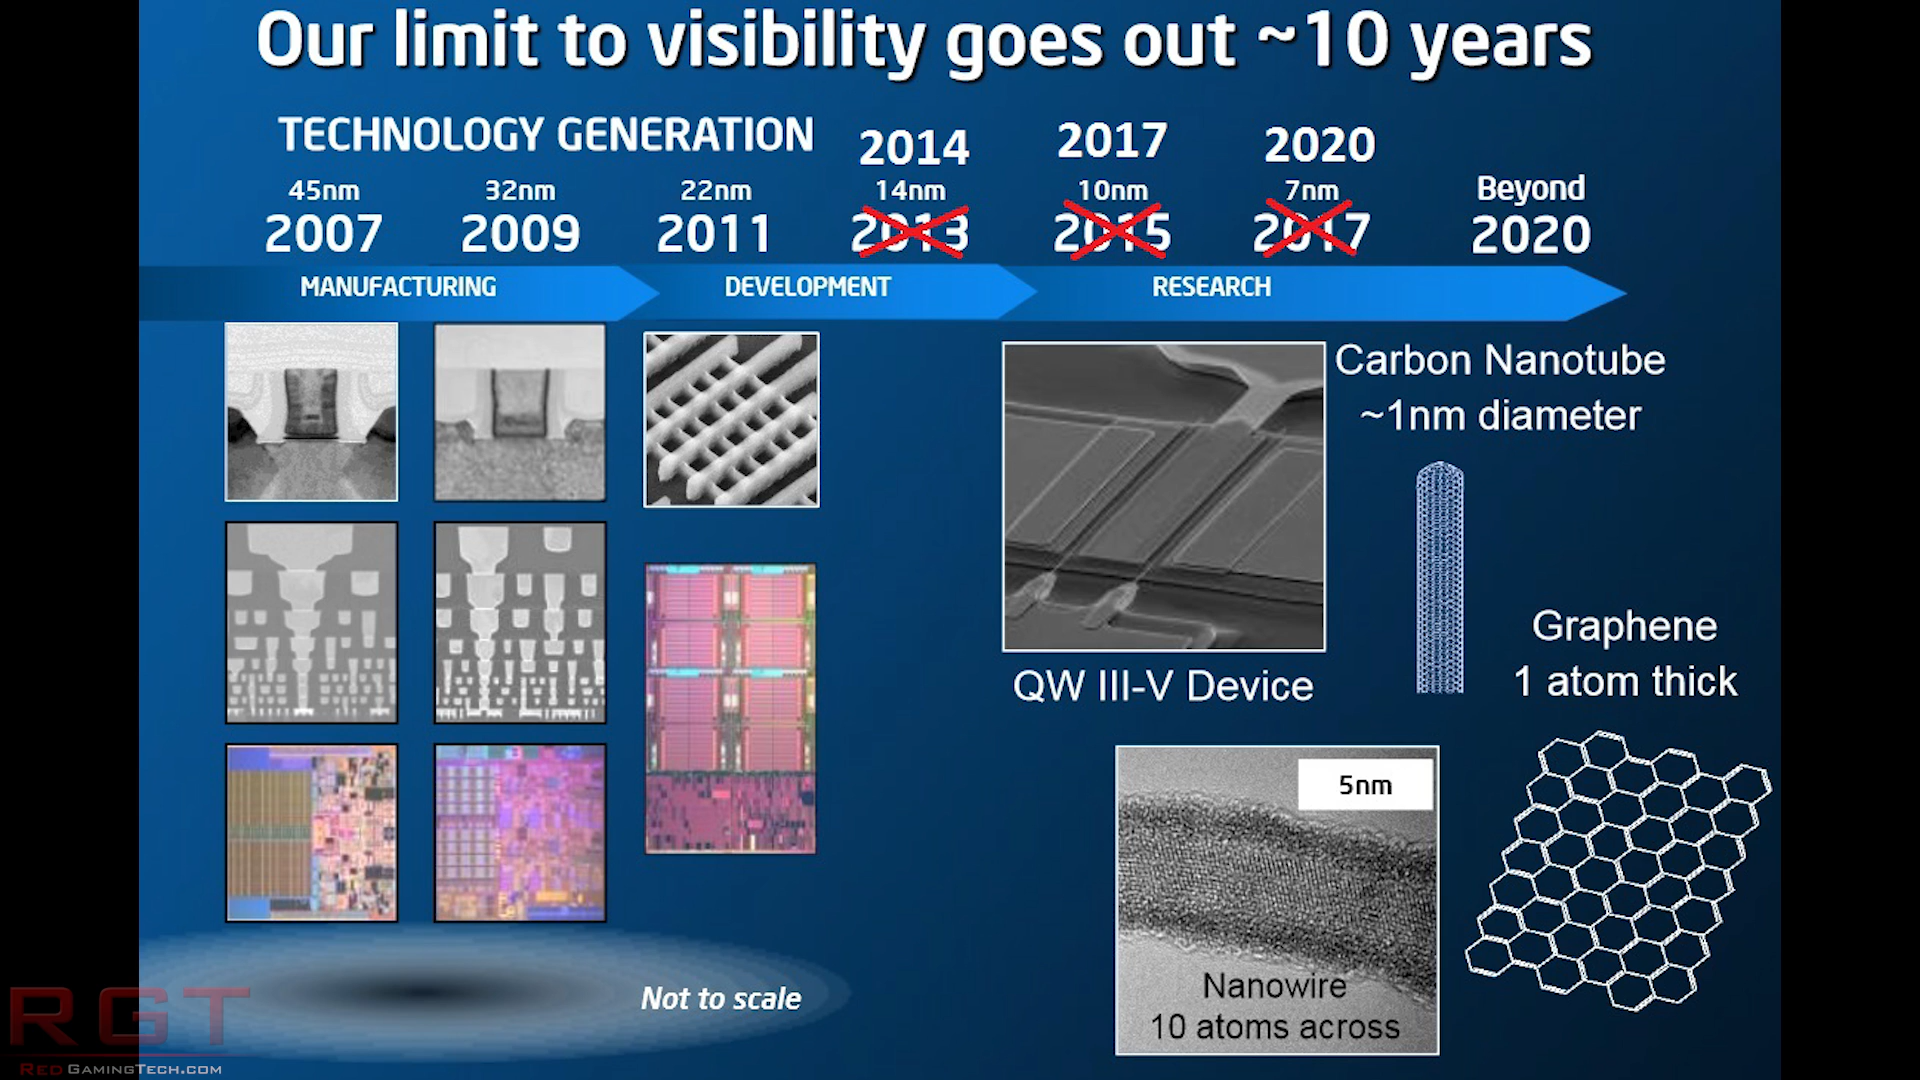 Our limit to visibility goes out ~10 years
TECHNOLOGY GENERATION
2014
2017
2020
45nm
32nm
22nm
14nm
10nm
7nm
Beyond
2007
2009
2011
2013
2015
2017
2020
MANUFACTURING
DEVELOPMENT
RESEARCH
Carbon Nanotube
~1nm diameter
QW III-V Device
Graphene
1 atom thick
5nm
Nanowire
10 atoms across
Not to scale
RGT
REDGAMINGTECH.COM